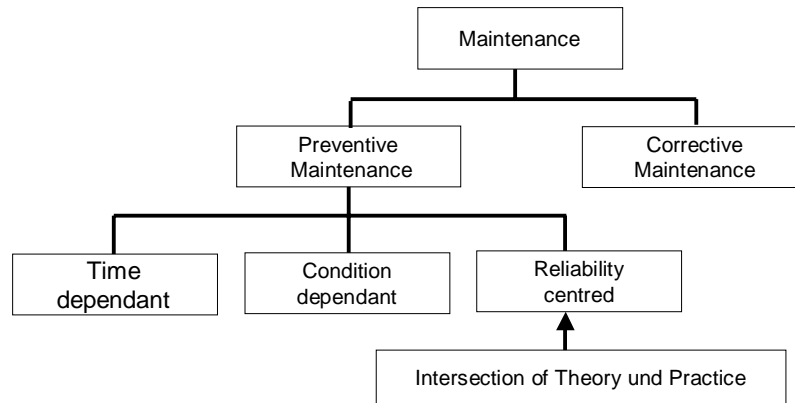 Maintenance
Preventive
Maintenance
Corrective
Maintenance
Time
dependant
Condition
dependant
Reliability
centred
Intersection of Theory und Practice